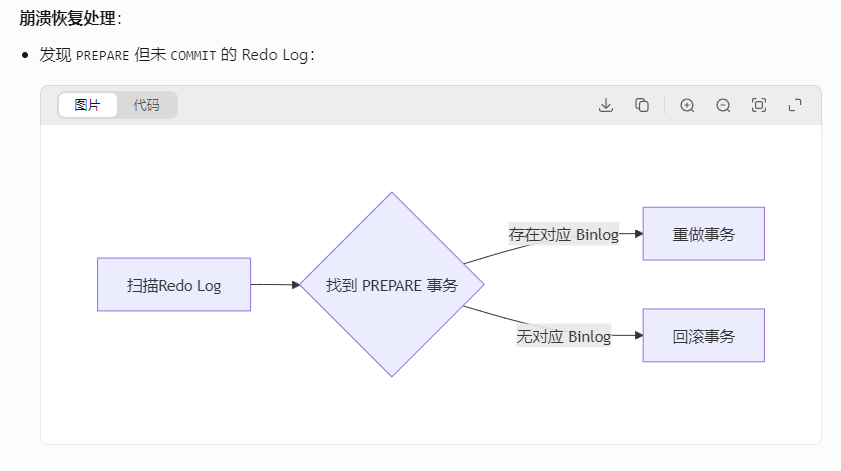 崩溃恢复处理：
• 发现 PREPARE 但未 COMMIT 的 Redo Log：
图片 代码
扫描Redo Log
找到 PREPARE 事务
存在对应 Binlog
重做事务
无对应 Binlog
回滚事务